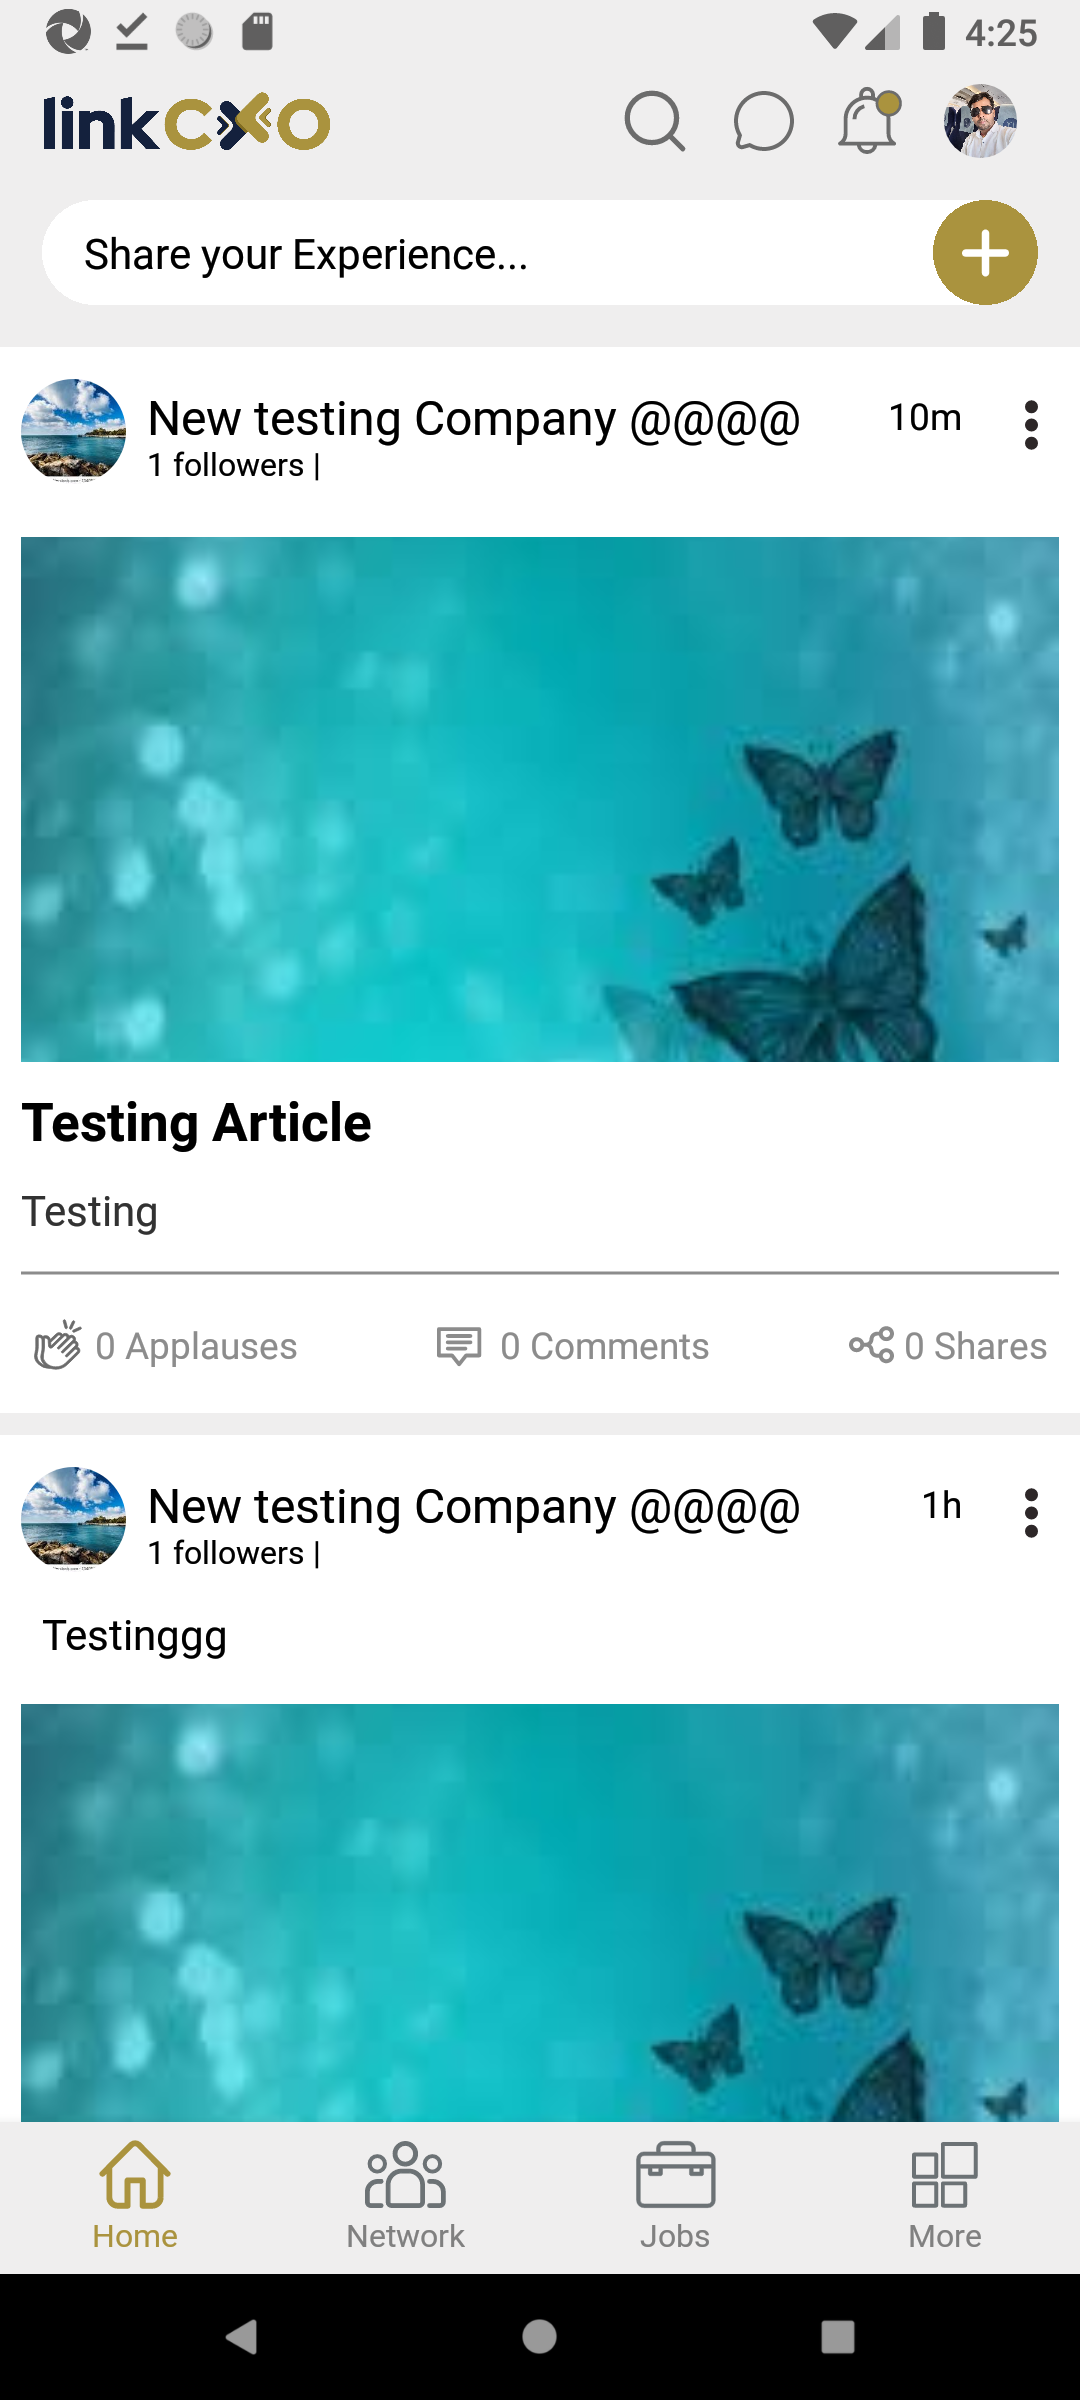 4:25
linkCXO
Share your Experience...
New testing Company @@@@
10m
1 followers |
Testing Article
Testing
0 Applauses
0 Comments
0 Shares
New testing Company @@@@
1h
1 followers |
Testinggg
Home
Network
Jobs
More